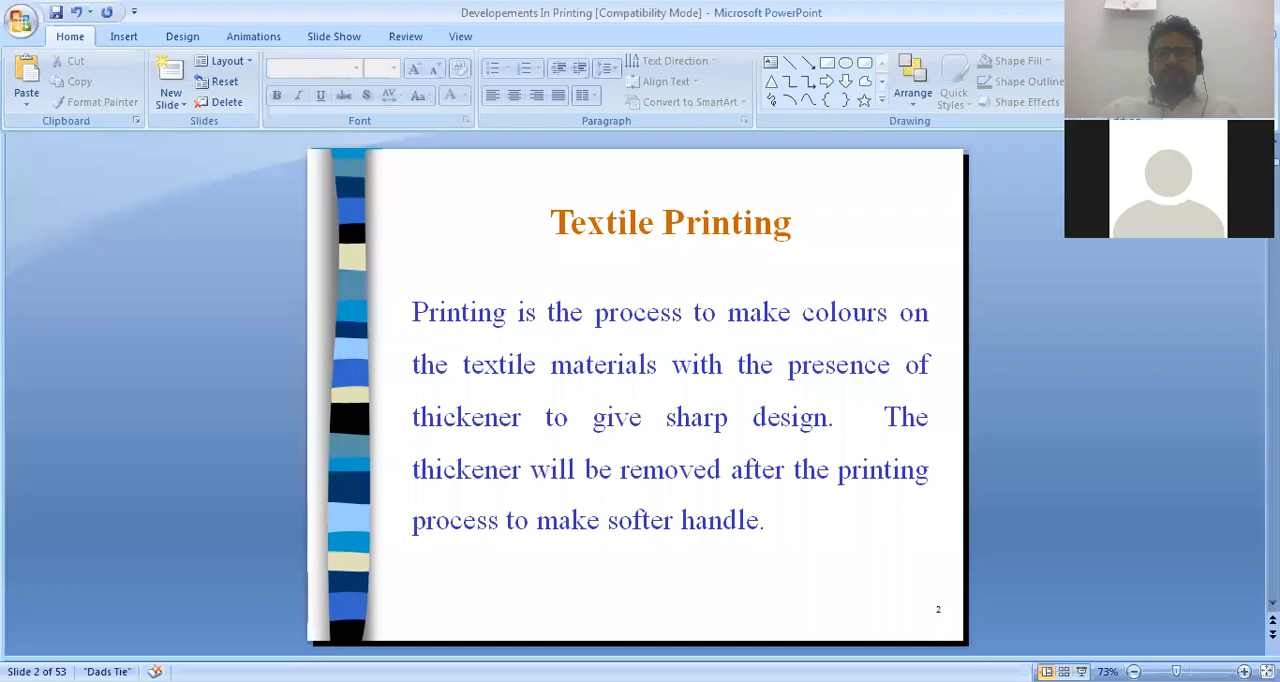 Developements In Printing [Compatibility Mode] - Microsoft PowerPoint
Home Insert Design Animations Slide Show Review View
Paste
Cut
Copy
Format Painter
Clipboard
New Slide
Layout
Reset
Delete
Slides
B I U abc S AV Aa A
Font
Paragraph
Text Direction
Align Text
Convert to SmartArt
Arrange
Quick Styles
Shape Fill
Shape Outline
Shape Effects
Drawing
Textile Printing
Printing is the process to make colours on
the textile materials with the presence of
thickener to give sharp design. The
thickener will be removed after the printing
process to make softer handle.
2
Slide 2 of 53 "Dads Tie" 73%